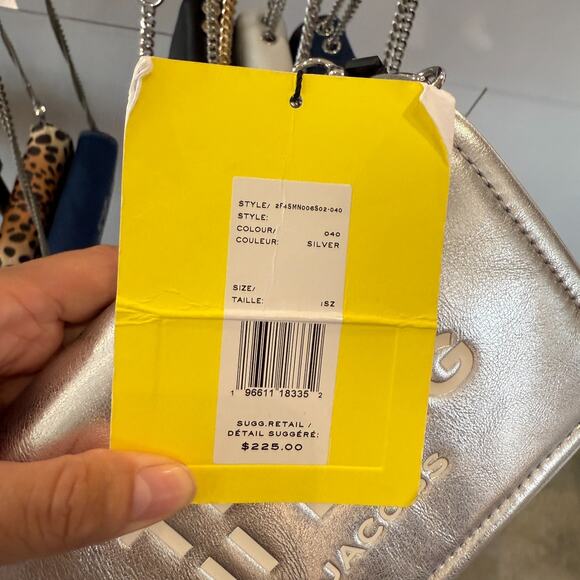 STYLE/ 2F4SMN006S02-040
STYLE:
COLOUR/ 040
COULEUR: SILVER
SIZE/
TAILLE: 1SZ
1 96611 18335 2
SUGG.RETAIL /
DÉTAIL SUGGÉRÉ:
$225.00
G
JACOBS